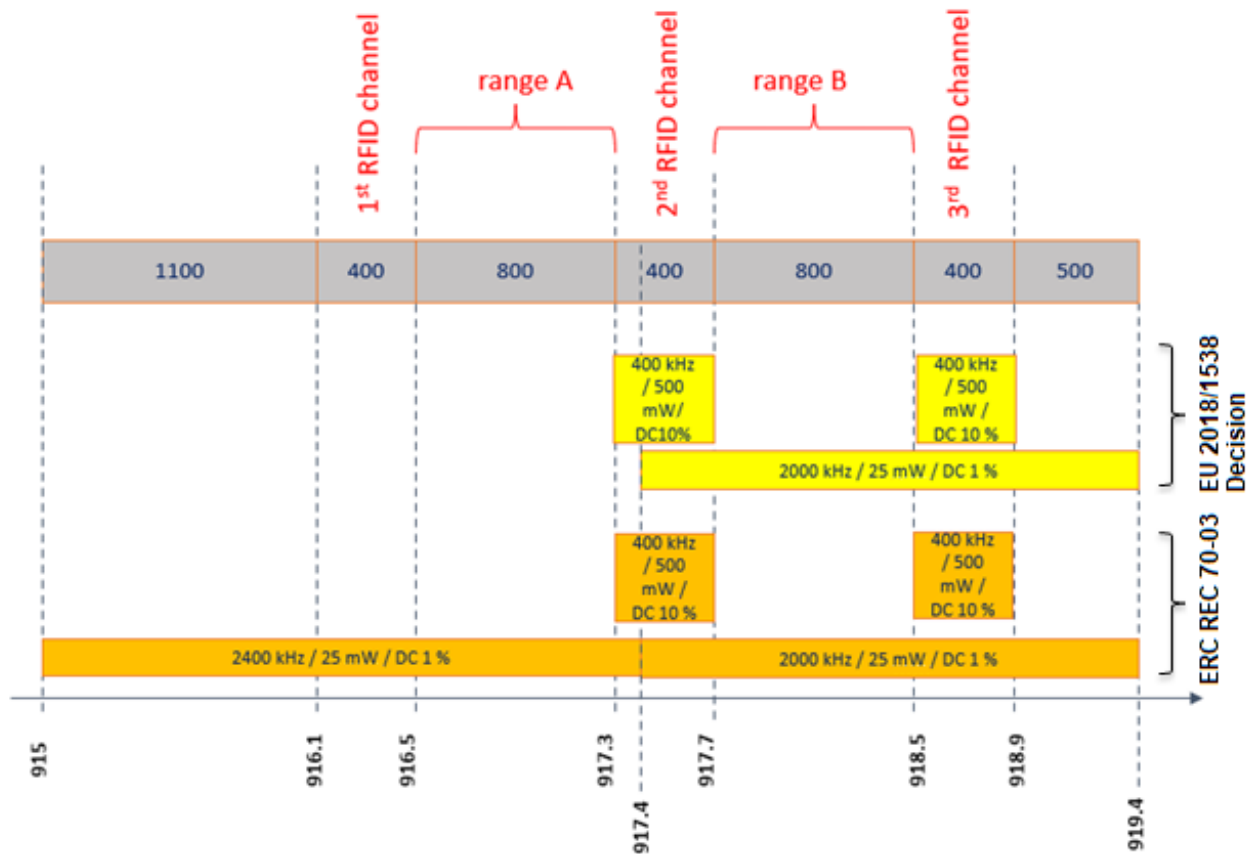 1st RFID channel
range A
2nd RFID channel
range B
3rd RFID channel
1100
400
800
400
800
400
500
400 kHz
/ 500
mW/
DC10%
400 kHz
/ 500
mW /
DC 10 %
2000 kHz / 25 mW / DC 1 %
EU 2018/1538
Decision
400 kHz
/ 500
mW /
DC 10 %
400 kHz
/ 500
mW /
DC 10 %
2400 kHz / 25 mW / DC 1 %
2000 kHz / 25 mW / DC 1 %
ERC REC 70-03
915
916.1
916.5
917.3
917.4
917.7
918.5
918.9
919.4